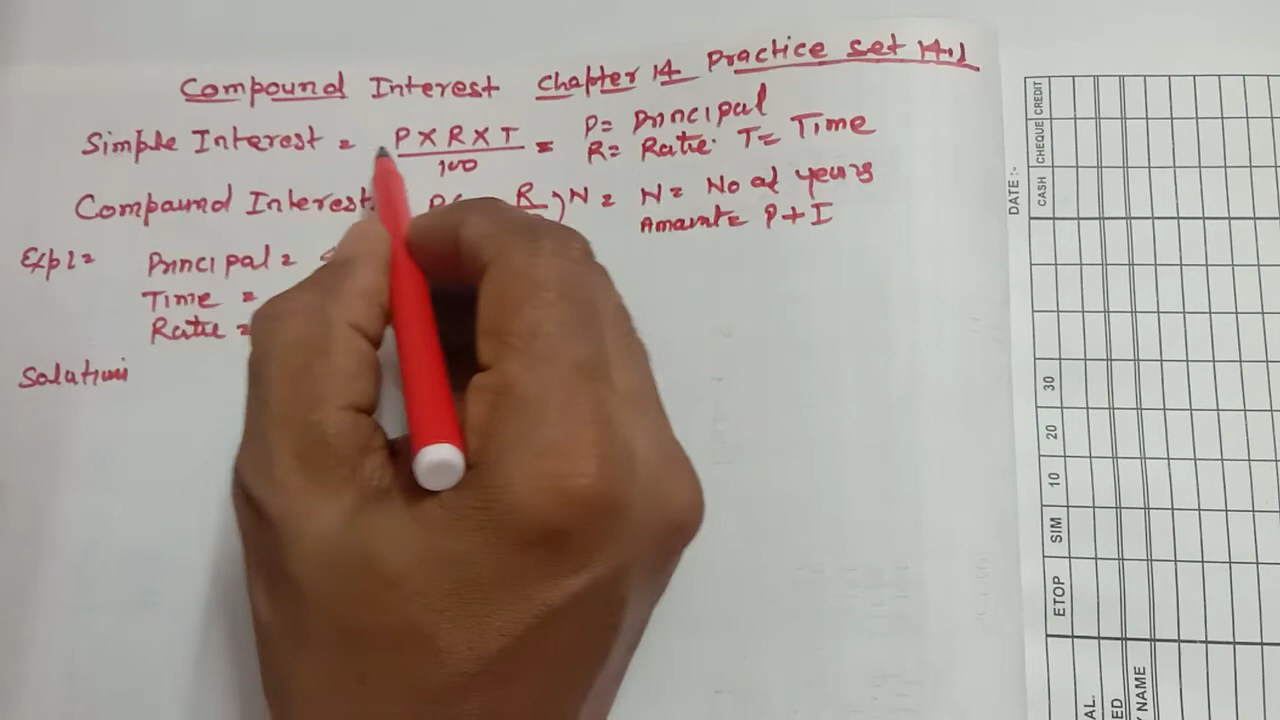 Compound Interest Chapter 14 Practice set 14.1
Simple Interest = P X R X T / 100 = P= Principal
R= Rate. T= Time
Compound Interest R N = N= No of years
Amount= P+I
Principal =
Time =
Rate =
Solution
DATE :-
CASH CHEQUE CREDIT
30
20
10
SIM
ETOP
NAME